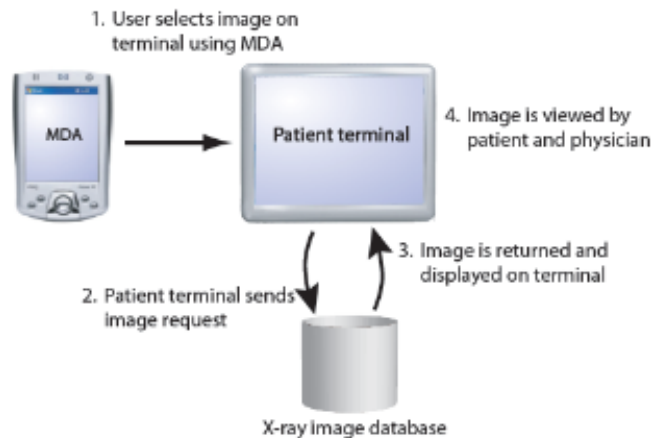 1. User selects image on
terminal using MDA
MDA
Patient terminal
4. Image is viewed by
patient and physician
3. Image is returned and
displayed on terminal
2. Patient terminal sends
image request
X-ray image database